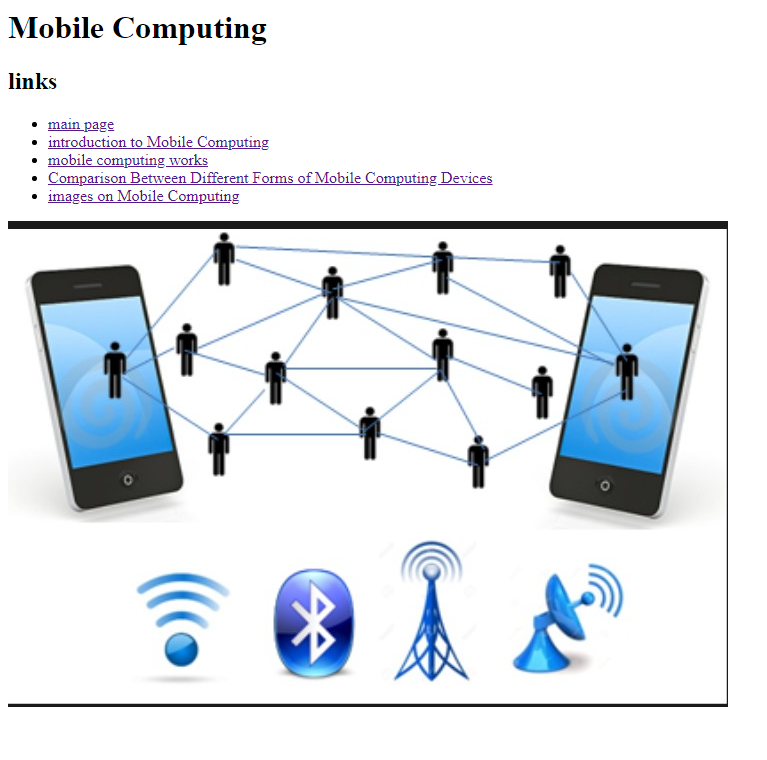 Mobile Computing
links
main page
introduction to Mobile Computing
mobile computing works
Comparison Between Different Forms of Mobile Computing Devices
images on Mobile Computing